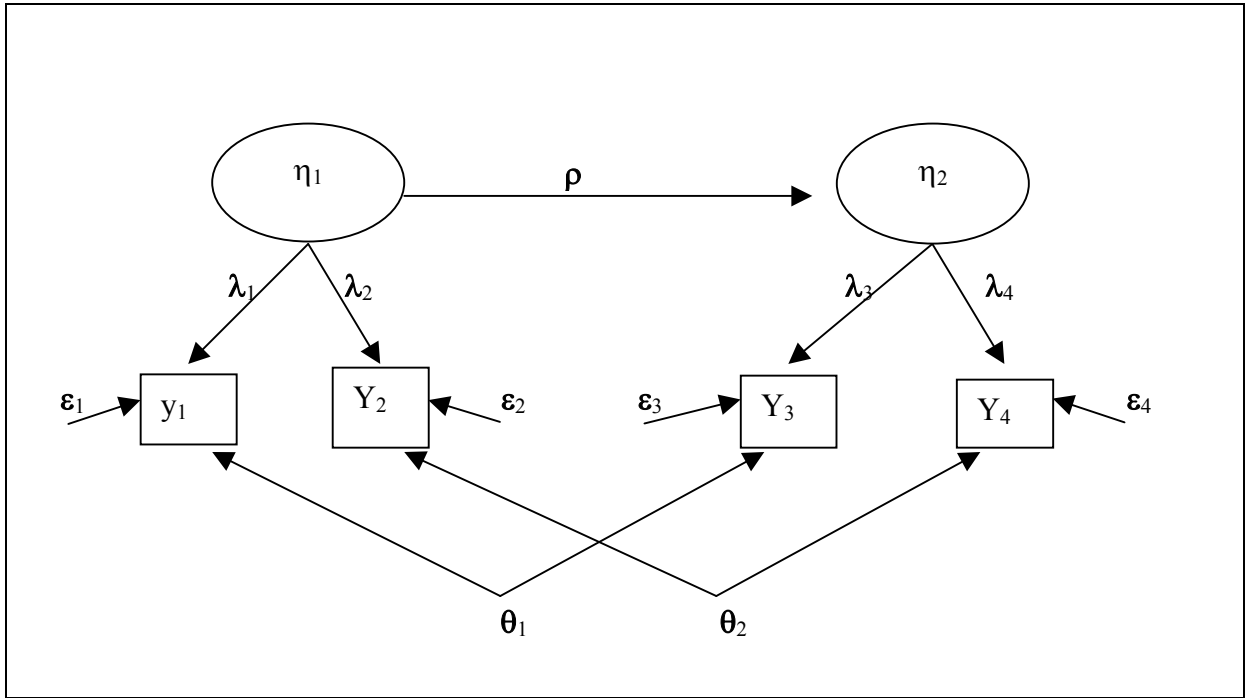 η₁ η₂
ρ
λ₁ λ₂ λ₃ λ₄
y₁ Y₂ Y₃ Y₄
ε₁ ε₂ ε₃ ε₄
θ₁ θ₂